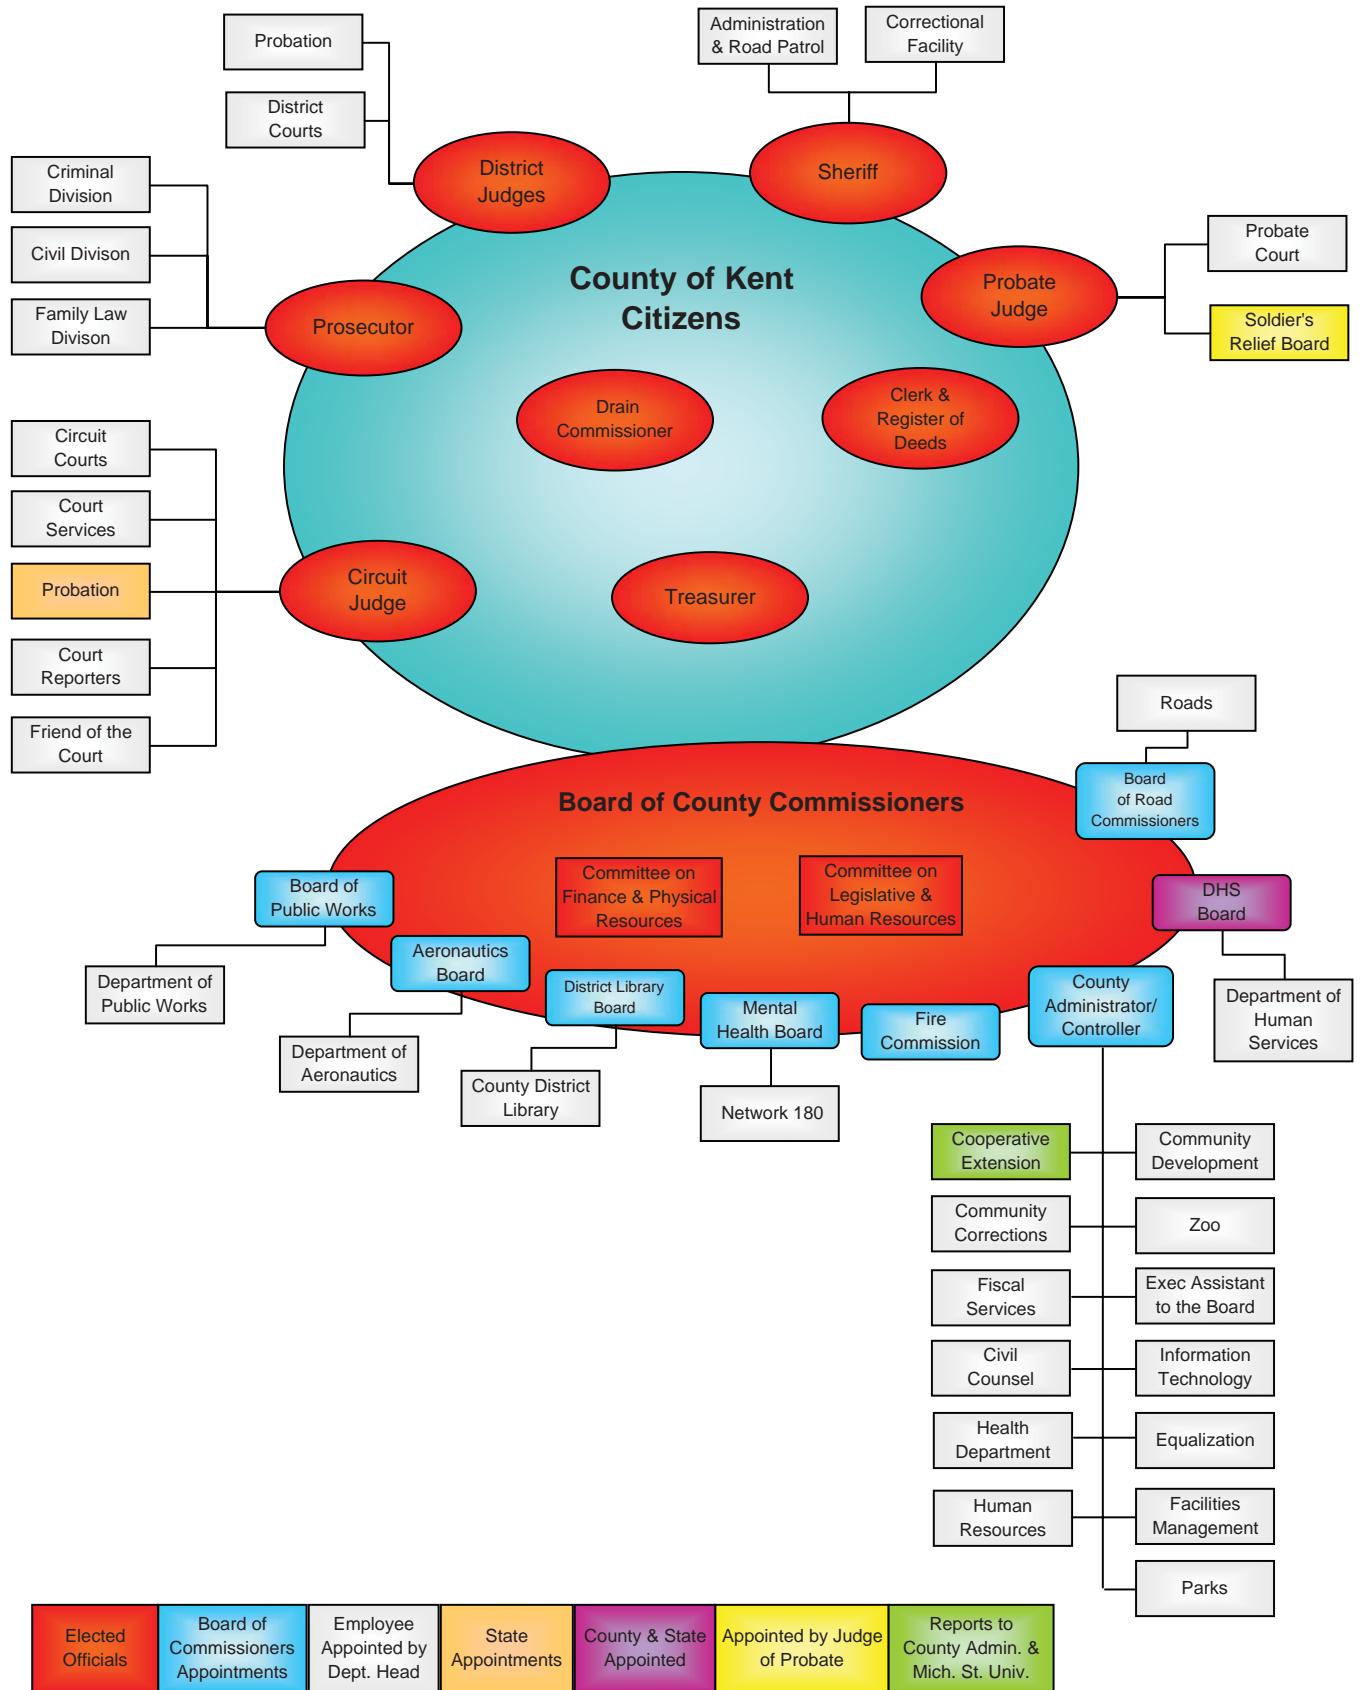 Probation
Administration
& Road Patrol
Correctional
Facility
District
Courts
Criminal
Division
District
Judges
Sheriff
Civil Divison
Probate
Court
County of Kent
Citizens
Probate
Judge
Family Law
Divison
Prosecutor
Soldier's
Relief Board
Drain
Commissioner
Clerk &
Register of
Deeds
Circuit
Courts
Court
Services
Probation
Circuit
Judge
Treasurer
Court
Reporters
Friend of the
Court
Roads
Board
of Road
Commissioners
Board of County Commissioners
Committee on
Finance & Physical
Resources
Committee on
Legislative &
Human Resources
Board of
Public Works
DHS
Board
Aeronautics
Board
District Library
Board
Mental
Health Board
Fire
Commission
County
Administrator/
Controller
Department of
Public Works
Department of
Human
Services
Department of
Aeronautics
County District
Library
Network 180
Cooperative
Extension
Community
Development
Community
Corrections
Zoo
Fiscal
Services
Exec Assistant
to the Board
Civil
Counsel
Information
Technology
Health
Department
Equalization
Human
Resources
Facilities
Management
Parks
Elected
Officials
Board of
Commissioners
Appointments
Employee
Appointed by
Dept. Head
State
Appointments
County & State
Appointed
Appointed by Judge
of Probate
Reports to
County Admin. &
Mich. St. Univ.